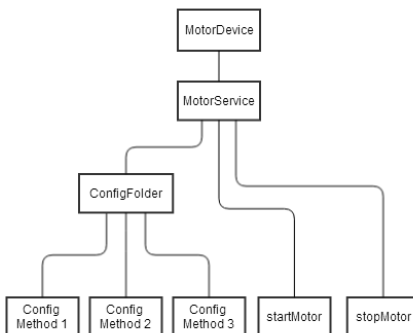 MotorDevice
MotorService
ConfigFolder
Config
Method 1
Config
Method 2
Config
Method 3
startMotor
stopMotor